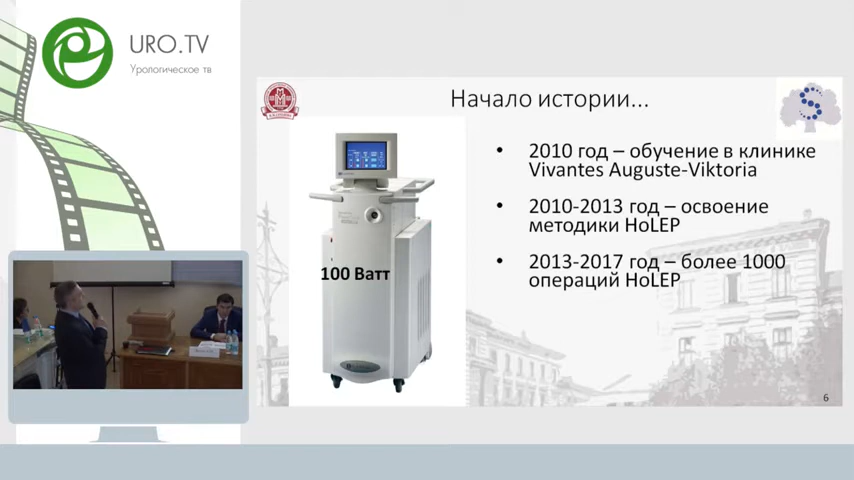 URO.TV
Урологическое тв
Начало истории...
100 Ватт
• 2010 год – обучение в клинике
Vivantes Auguste-Viktoria
• 2010-2013 год – освоение
методики HoLEP
• 2013-2017 год – более 1000
операций HoLEP
6